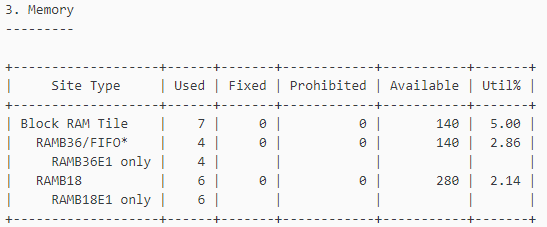 3. Memory
---------
+-------------------+------+-------+------------+-----------+-------+
|     Site Type     | Used | Fixed | Prohibited | Available | Util% |
+-------------------+------+-------+------------+-----------+-------+
| Block RAM Tile    |    7 |     0 |          0 |       140 |  5.00 |
|   RAMB36/FIFO*    |    4 |     0 |          0 |       140 |  2.86 |
|     RAMB36E1 only |    4 |       |            |           |       |
|   RAMB18          |    6 |     0 |          0 |       280 |  2.14 |
|     RAMB18E1 only |    6 |       |            |           |       |
+-------------------+------+-------+------------+-----------+-------+